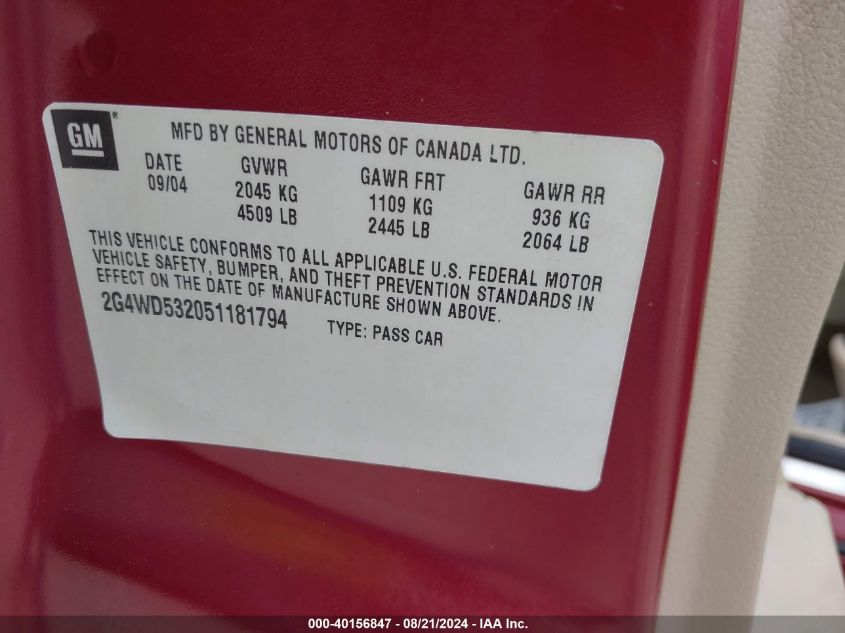 GM®
MFD BY GENERAL MOTORS OF CANADA LTD.
DATE GVWR GAWR FRT GAWR RR
09/04 2045 KG 1109 KG 936 KG
4509 LB 2445 LB 2064 LB
THIS VEHICLE CONFORMS TO ALL APPLICABLE U.S. FEDERAL MOTOR
VEHICLE SAFETY, BUMPER, AND THEFT PREVENTION STANDARDS IN
EFFECT ON THE DATE OF MANUFACTURE SHOWN ABOVE.
2G4WD532051181794 TYPE: PASS CAR
000-40156847 / 08/21/2024 / IAA Inc.